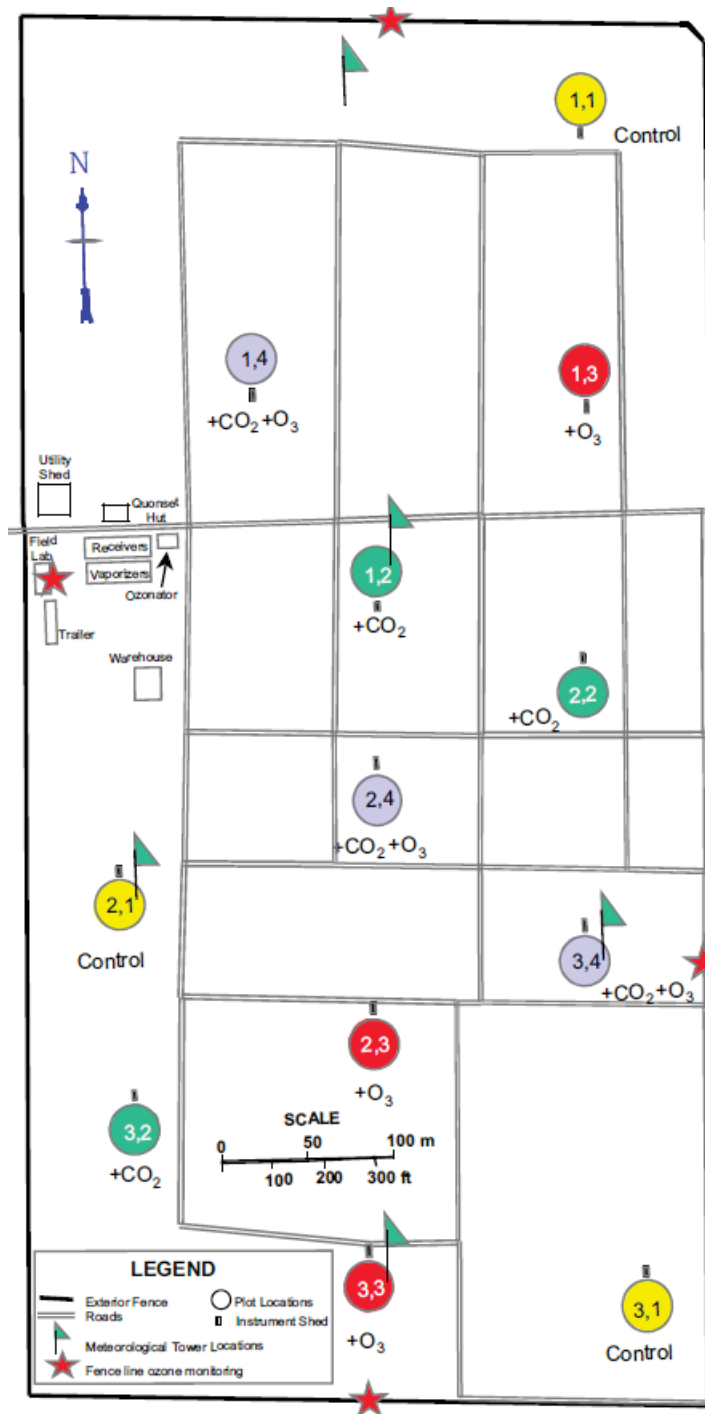 1,1
Control
N
1,4
+CO₂+O₃
1,3
+O₃
Utility
Shed
Quonset
Hut
Field
Lab
Receivers
Vaporizers
Ozonator
Trailer
1,2
+CO₂
Warehouse
2,2
+CO₂
2,4
+CO₂+O₃
2,1
Control
3,4
+CO₂+O₃
2,3
+O₃
3,2
+CO₂
SCALE
0 50 100 m
100 200 300 ft
3,3
+O₃
3,1
Control
LEGEND
Exterior Fence
Plot Locations
Roads
Instrument Shed
Meteorological Tower Locations
Fence line ozone monitoring